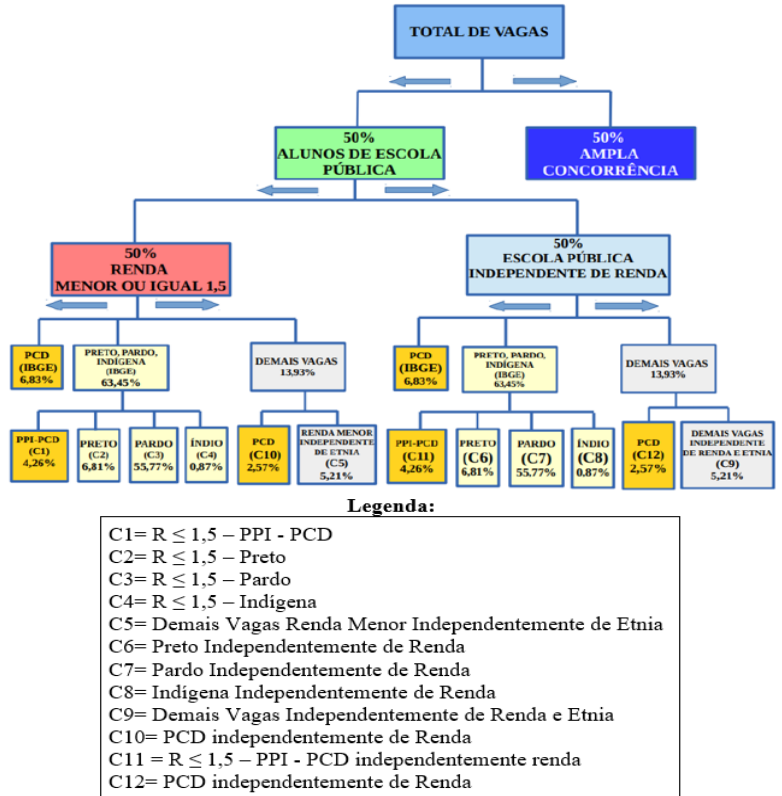 TOTAL DE VAGAS
50%
ALUNOS DE ESCOLA
PÚBLICA
50%
AMPLA
CONCORRÊNCIA
50%
RENDA
MENOR OU IGUAL 1,5
50%
ESCOLA PÚBLICA
INDEPENDENTE DE RENDA
PCD
(IBGE)
6,83%
PRETO, PARDO,
INDÍGENA
(IBGE)
63,45%
DEMAIS VAGAS
13,93%
PCD
(IBGE)
6,83%
PRETO, PARDO,
INDÍGENA
(IBGE)
63,45%
DEMAIS VAGAS
13,93%
PPI-PCD
(C1)
4,26%
PRETO
(C2)
6,81%
PARDO
(C3)
55,77%
ÍNDIO
(C4)
0,87%
PCD
(C10)
2,57%
RENDA MENOR
INDEPENDENTE
DE ETNIA
(C5)
5,21%
PPI-PCD
(C11)
4,26%
PRETO
(C6)
6,81%
PARDO
(C7)
55,77%
ÍNDIO
(C8)
0,87%
PCD
(C12)
2,57%
DEMAIS VAGAS
INDEPENDENTE
DE RENDA E ETNIA
(C9)
5,21%
Legenda:
C1= R ≤ 1,5 – PPI - PCD
C2= R ≤ 1,5 – Preto
C3= R ≤ 1,5 – Pardo
C4= R ≤ 1,5 – Indígena
C5= Demais Vagas Renda Menor Independentemente de Etnia
C6= Preto Independentemente de Renda
C7= Pardo Independentemente de Renda
C8= Indígena Independentemente de Renda
C9= Demais Vagas Independentemente de Renda e Etnia
C10= PCD independentemente de Renda
C11 = R ≤ 1,5 – PPI - PCD independentemente renda
C12= PCD independentemente de Renda